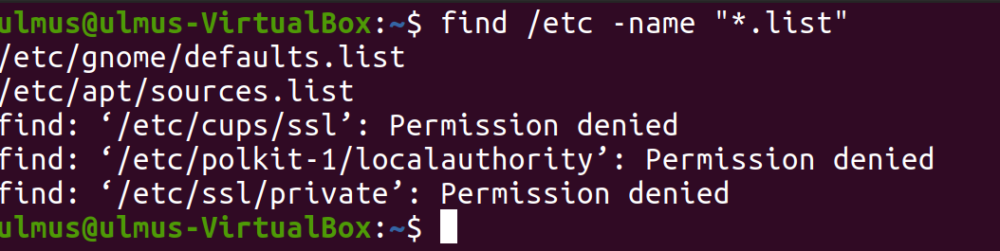 ulmus@ulmus-VirtualBox:~$ find /etc -name "*.list"
/etc/gnome/defaults.list
/etc/apt/sources.list
find: ‘/etc/cups/ssl’: Permission denied
find: ‘/etc/polkit-1/localauthority’: Permission denied
find: ‘/etc/ssl/private’: Permission denied
ulmus@ulmus-VirtualBox:~$